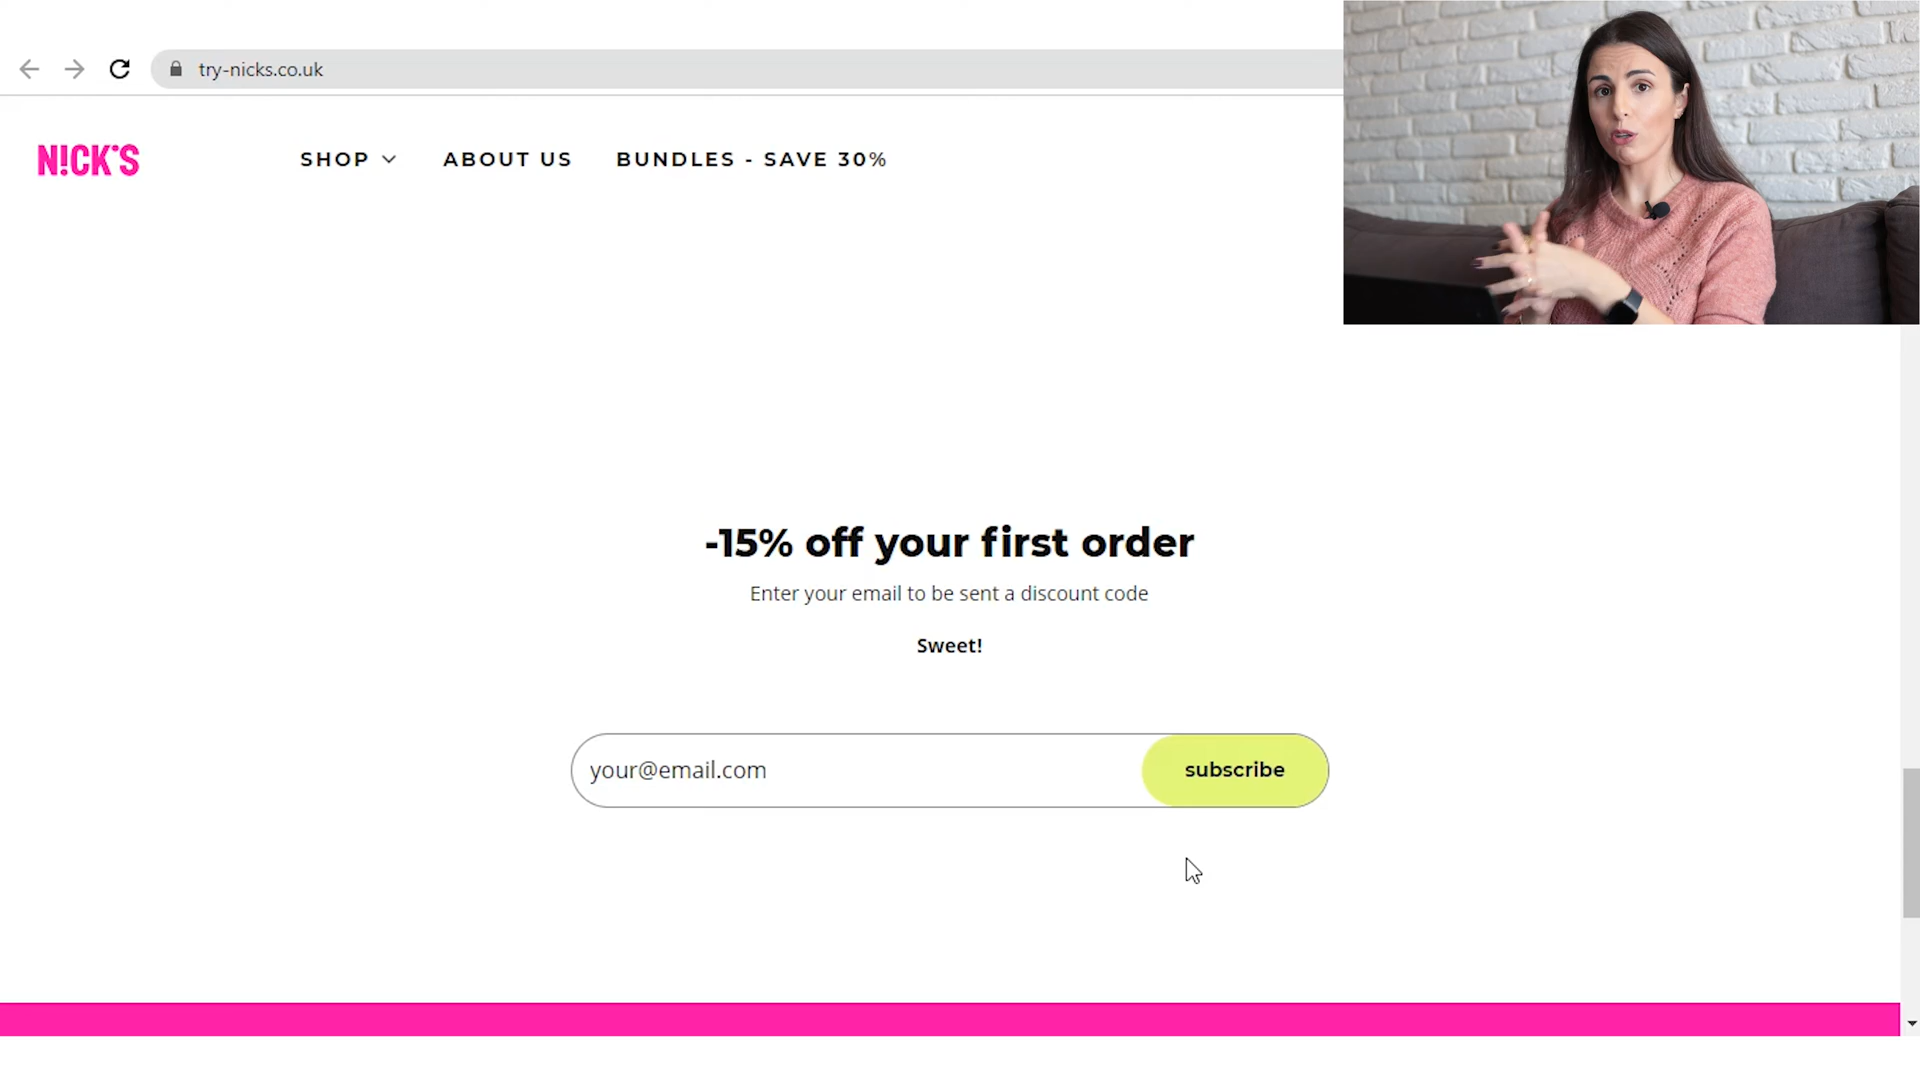 try-nicks.co.uk
N!CK'S
SHOP
ABOUT US
BUNDLES - SAVE 30%
-15% off your first order
Enter your email to be sent a discount code
Sweet!
your@email.com
subscribe